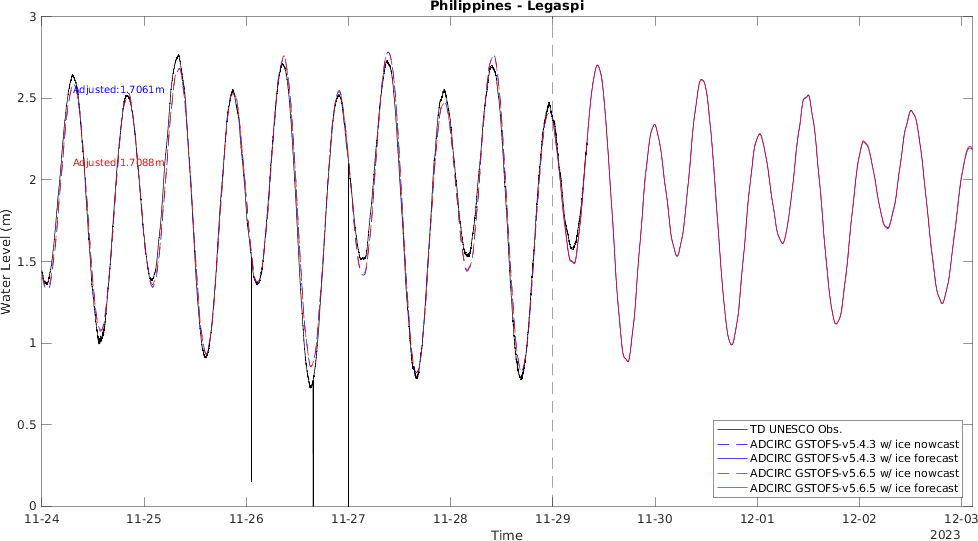 Philippines - Legaspi
Water Level (m)
3
2.5
2
1.5
1
0.5
0
Adjusted:1.7061m
Adjusted:1.7088m
TD UNESCO Obs.
ADCIRC GSTOFS-v5.4.3 w/ ice nowcast
ADCIRC GSTOFS-v5.4.3 w/ ice forecast
ADCIRC GSTOFS-v5.6.5 w/ ice nowcast
ADCIRC GSTOFS-v5.6.5 w/ ice forecast
11-24 11-25 11-26 11-27 11-28 11-29 11-30 12-01 12-02 12-03
Time
2023